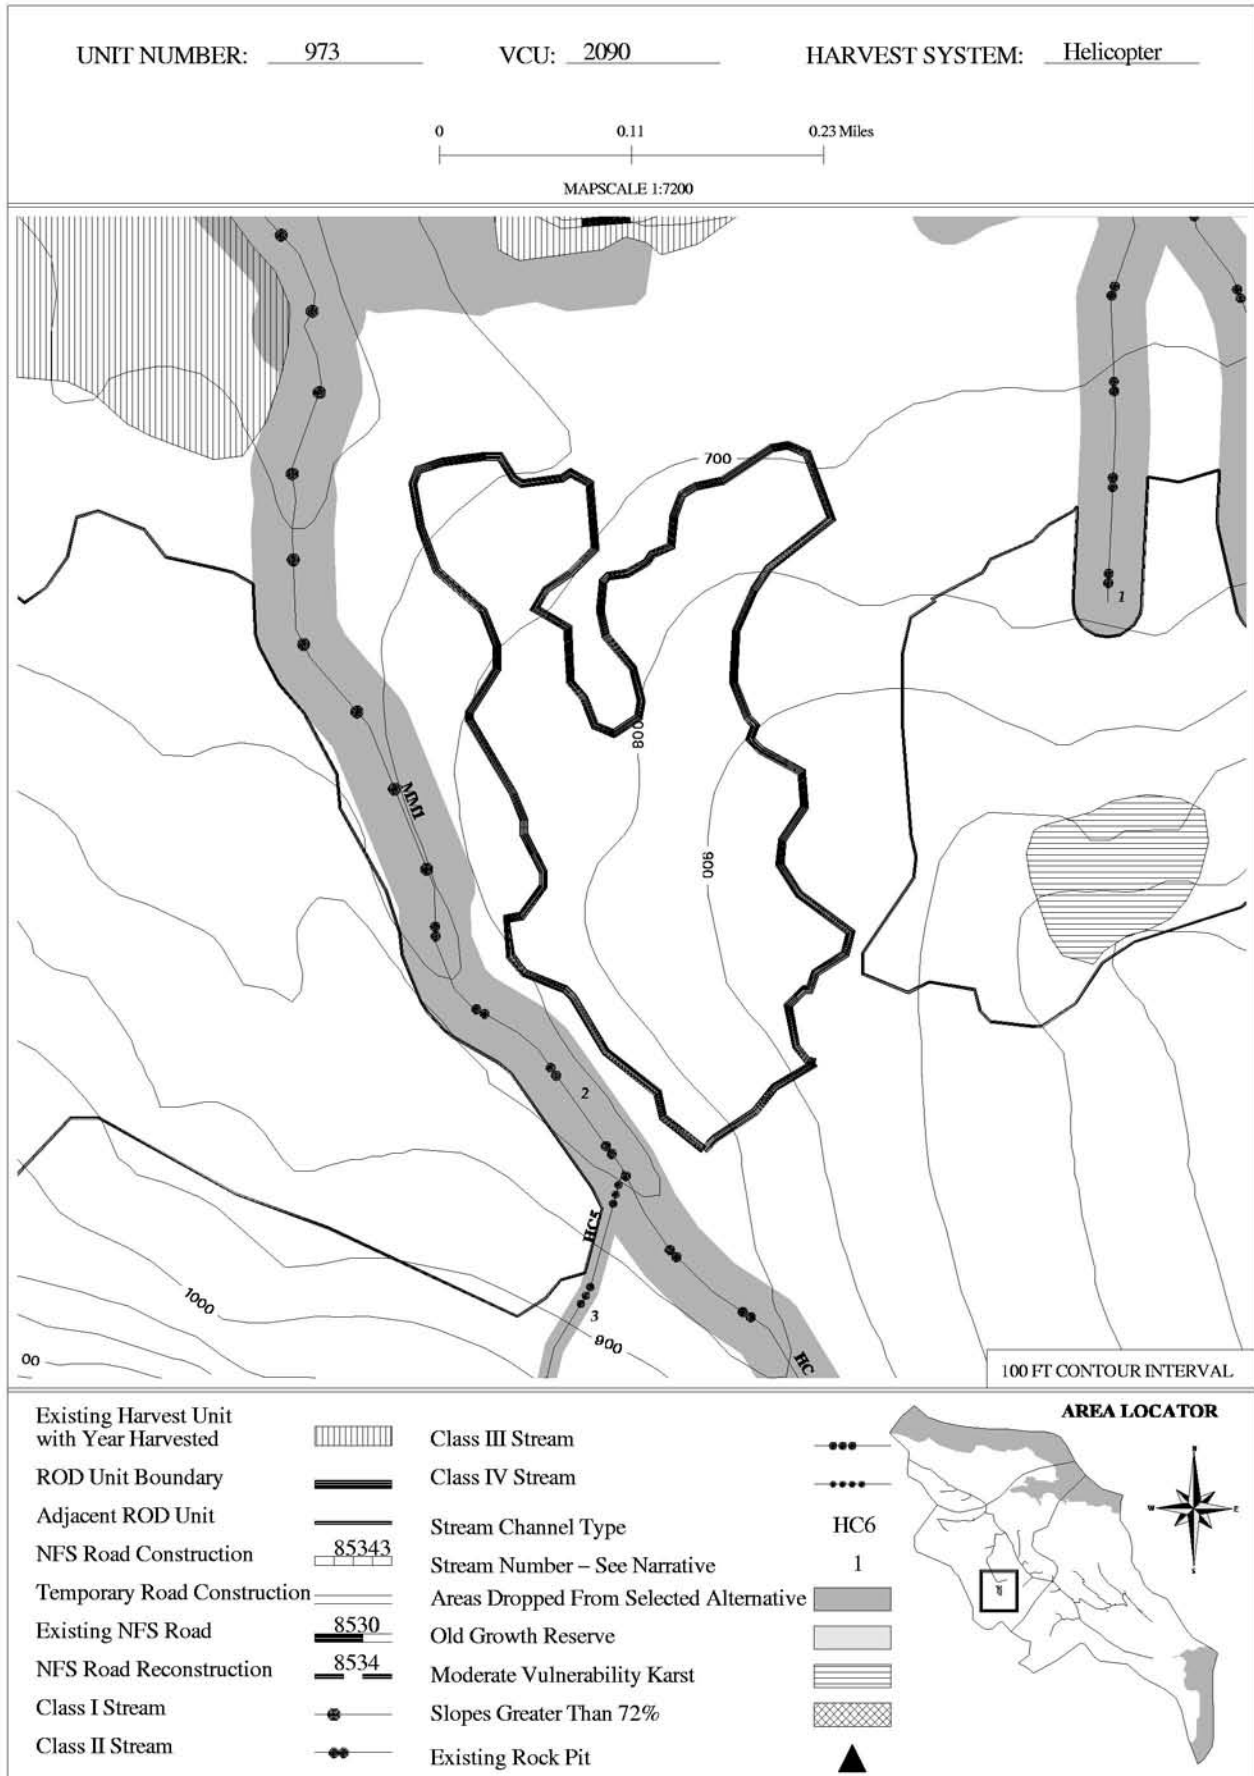 UNIT NUMBER: 973 VCU: 2090 HARVEST SYSTEM: Helicopter
0 0.11 0.23 Miles
MAPSCALE 1:7200
700
1
800
MM1
900
2
HC5
3
1000
900
00
HC
100 FT CONTOUR INTERVAL
Existing Harvest Unit
with Year Harvested
ROD Unit Boundary
Adjacent ROD Unit
NFS Road Construction 85343
Temporary Road Construction
Existing NFS Road 8530
NFS Road Reconstruction 8534
Class I Stream
Class II Stream
Class III Stream
Class IV Stream
Stream Channel Type HC6
Stream Number – See Narrative 1
Areas Dropped From Selected Alternative
Old Growth Reserve
Moderate Vulnerability Karst
Slopes Greater Than 72%
Existing Rock Pit
AREA LOCATOR
N
W E
S